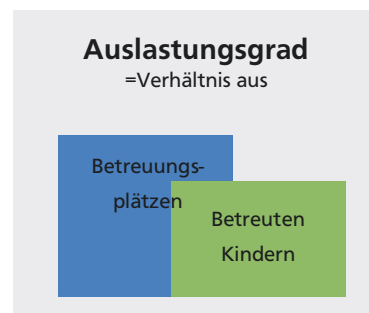 Auslastungsgrad
=Verhältnis aus
Betreuungs-
plätzen
Betreuten
Kindern